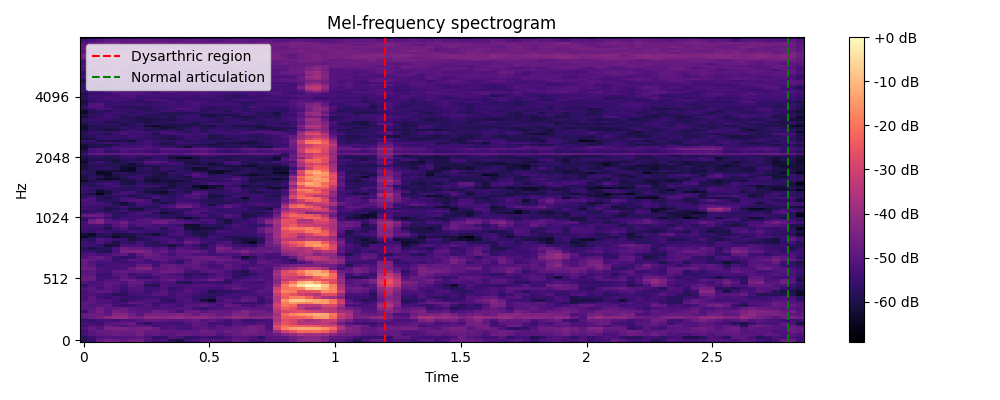 Mel-frequency spectrogram
Dysarthric region
Normal articulation
Hz
4096
2048
1024
512
0
0
0.5
1
1.5
2
2.5
Time
+0 dB
-10 dB
-20 dB
-30 dB
-40 dB
-50 dB
-60 dB